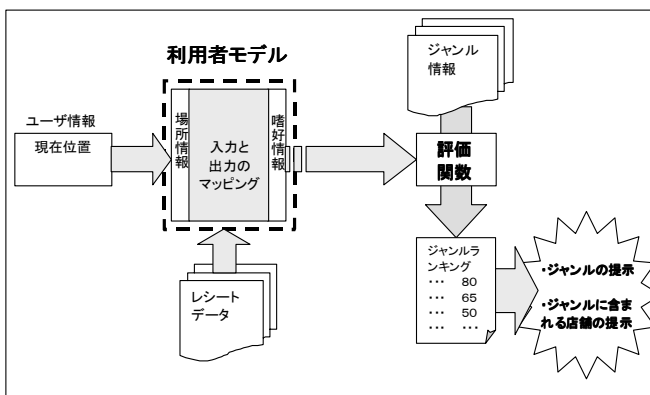 利用者モデル
ユーザ情報
現在位置
場所情報
入力と
出力の
マッピング
嗜好情報
レシート
データ
ジャンル
情報
評価
関数
ジャンルラ
ンキング
… 80
… 65
… 50
… …
・ジャンルの提示
・ジャンルに含ま
れる店舗の提示